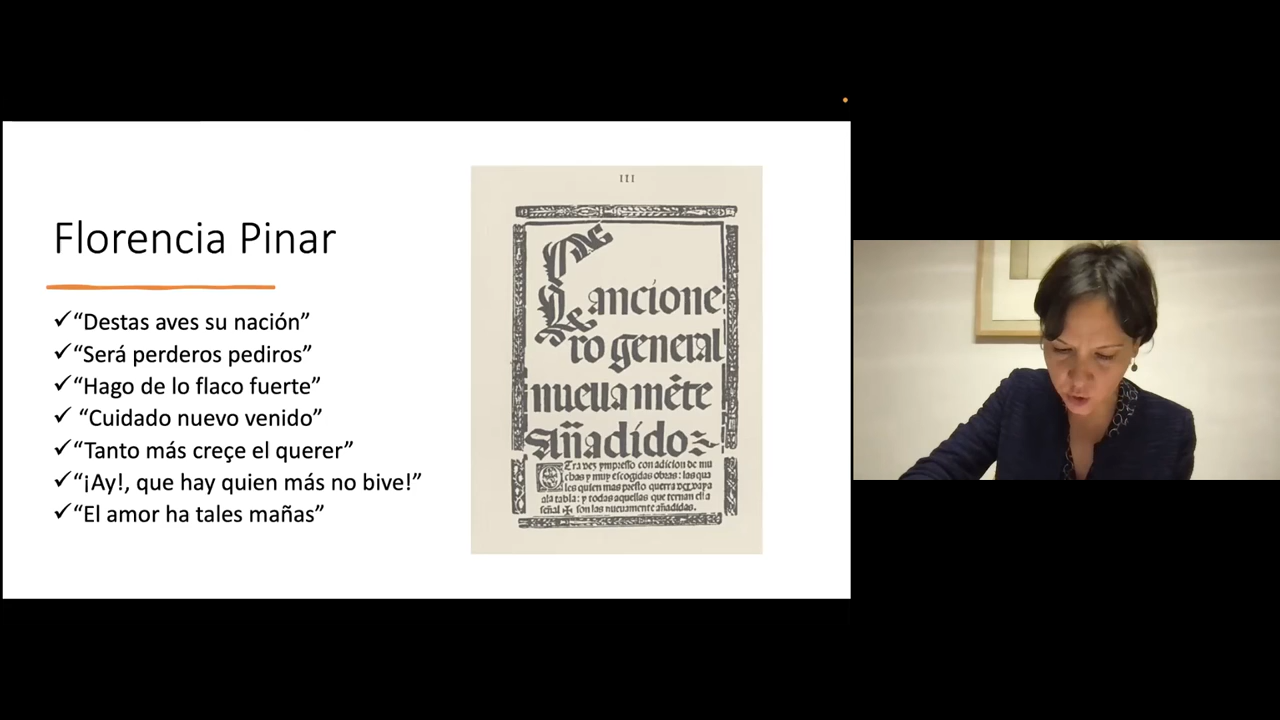 Florencia Pinar
✓“Destas aves su nación”
✓“Será perderos pediros”
✓“Hago de lo flaco fuerte”
✓ “Cuidado nuevo venido”
✓“Tanto más creçe el querer”
✓“¡Ay!, que hay quien más no bive!”
✓“El amor ha tales mañas”
III
Cancione
ro general
nueuamẽte
añadido
Otra vez ympresso con adicion de mu
chas y muy escogidas obras: las qua
les quien mas presto querra ver vaya
ala tabla: y todas aquellas que ternan esta
señal ✠ son las nueuamente añadidas.